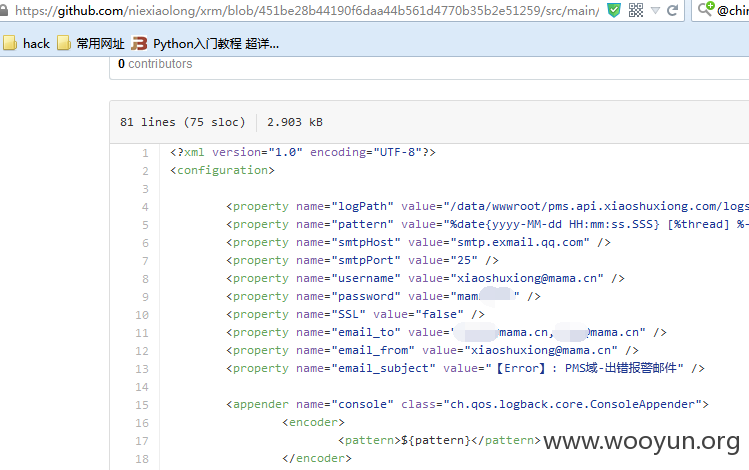 https://github.com/niexiaolong/xrm/blob/451be28b44190f6daa44b561d4770b35b2e51259/src/main/
@chin
hack 常用网址 Python入门教程 超详...
0 contributors
81 lines (75 sloc) 2.903 kB
1 <?xml version="1.0" encoding="UTF-8"?>
2 <configuration>
3
4 <property name="logPath" value="/data/wwwroot/pms.api.xiaoshuxiong.com/logs
5 <property name="pattern" value="%date{yyyy-MM-dd HH:mm:ss.SSS} [%thread] %-
6 <property name="smtpHost" value="smtp.exmail.qq.com" />
7 <property name="smtpPort" value="25" />
8 <property name="username" value="xiaoshuxiong@mama.cn" />
9 <property name="password" value="mam" />
10 <property name="SSL" value="false" />
11 <property name="email_to" value="@mama.cn,@mama.cn" />
12 <property name="email_from" value="xiaoshuxiong@mama.cn" />
13 <property name="email_subject" value="【Error】: PMS域-出错报警邮件" />
14
15 <appender name="console" class="ch.qos.logback.core.ConsoleAppender">
16 <encoder>
17 <pattern>${pattern}</pattern>
18 </encoder>
www.wooyun.org